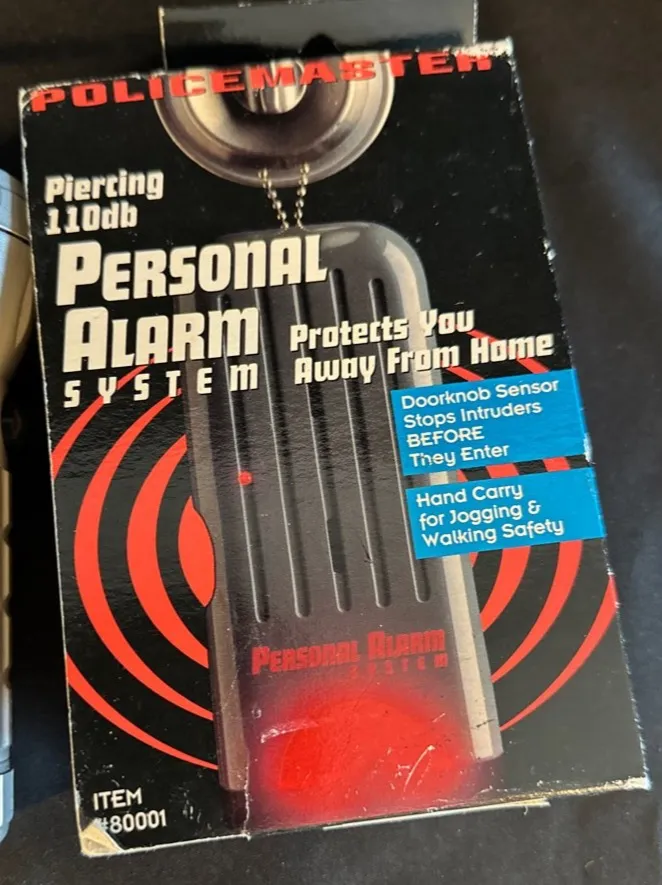 POLICEMASTER
Piercing
110db
PERSONAL
ALARM
SYSTEM
Protects You
Away From Home
Doorknob Sensor
Stops Intruders
BEFORE
They Enter
Hand Carry
for Jogging &
Walking Safety
PERSONAL ALARM
SYSTEM
ITEM
#80001